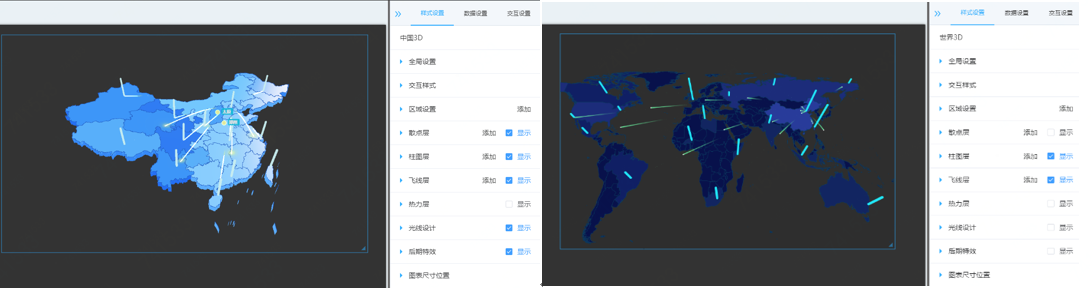 样式设置 数据设置 交互设置
中国3D
全局设置
交互样式
区域设置 添加
散点层 添加 显示
柱图层 添加 显示
飞线层 添加 显示
热力层 显示
光线设计 显示
后期特效 显示
图表尺寸位置
样式设置 数据设置 交互设置
世界3D
全局设置
交互样式
区域设置 添加
散点层 添加 显示
柱图层 添加 显示
飞线层 添加 显示
热力层 显示
光线设计 显示
后期特效 显示
图表尺寸位置